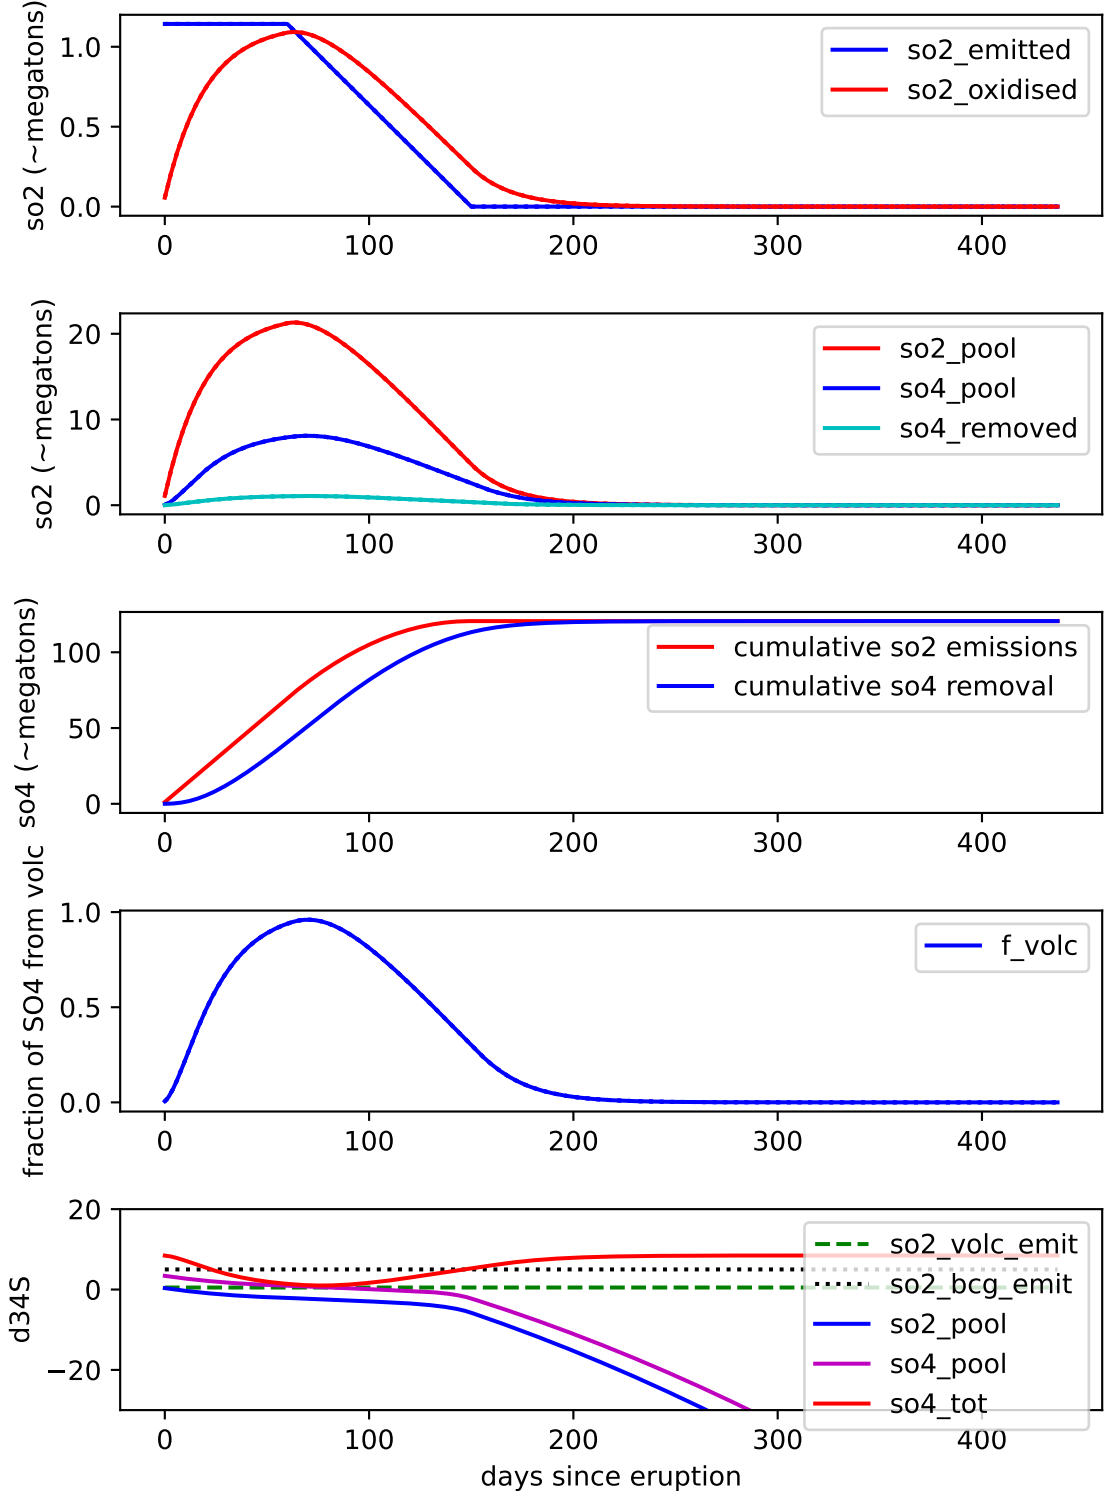 so2 (~megatons)
1.0
0.5
0.0
so2_emitted
so2_oxidised
0 100 200 300 400
so2 (~megatons)
20
10
0
so2_pool
so4_pool
so4_removed
0 100 200 300 400
so4 (~megatons)
100
50
0
cumulative so2 emissions
cumulative so4 removal
0 100 200 300 400
fraction of SO4 from volc
1.0
0.5
0.0
f_volc
0 100 200 300 400
d34S
20
0
−20
so2_volc_emit
so2_bcg_emit
so2_pool
so4_pool
so4_tot
0 100 200 300 400
days since eruption